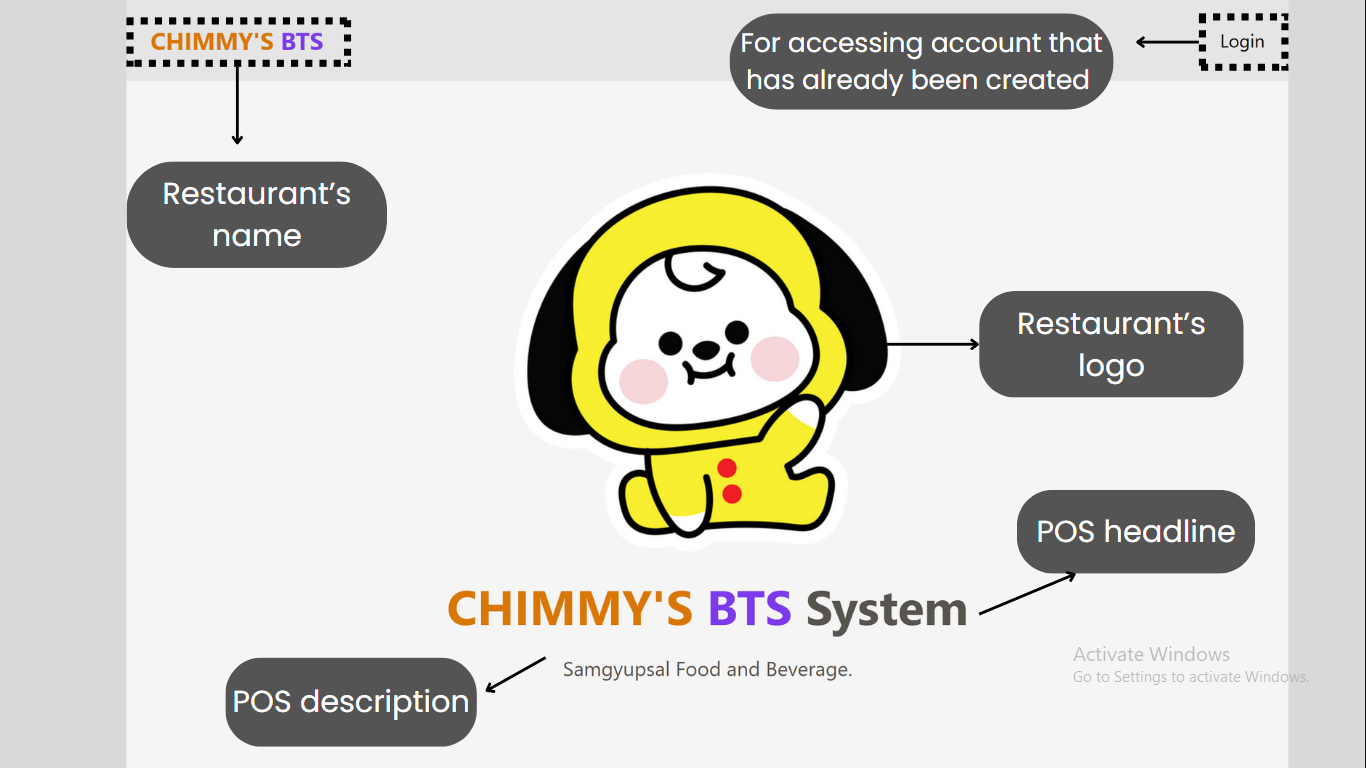 CHIMMY'S BTS
For accessing account that
has already been created
Login
Restaurant’s
name
Restaurant’s
logo
POS headline
CHIMMY'S BTS System
Samgyupsal Food and Beverage.
POS description
Activate Windows
Go to Settings to activate Windows.